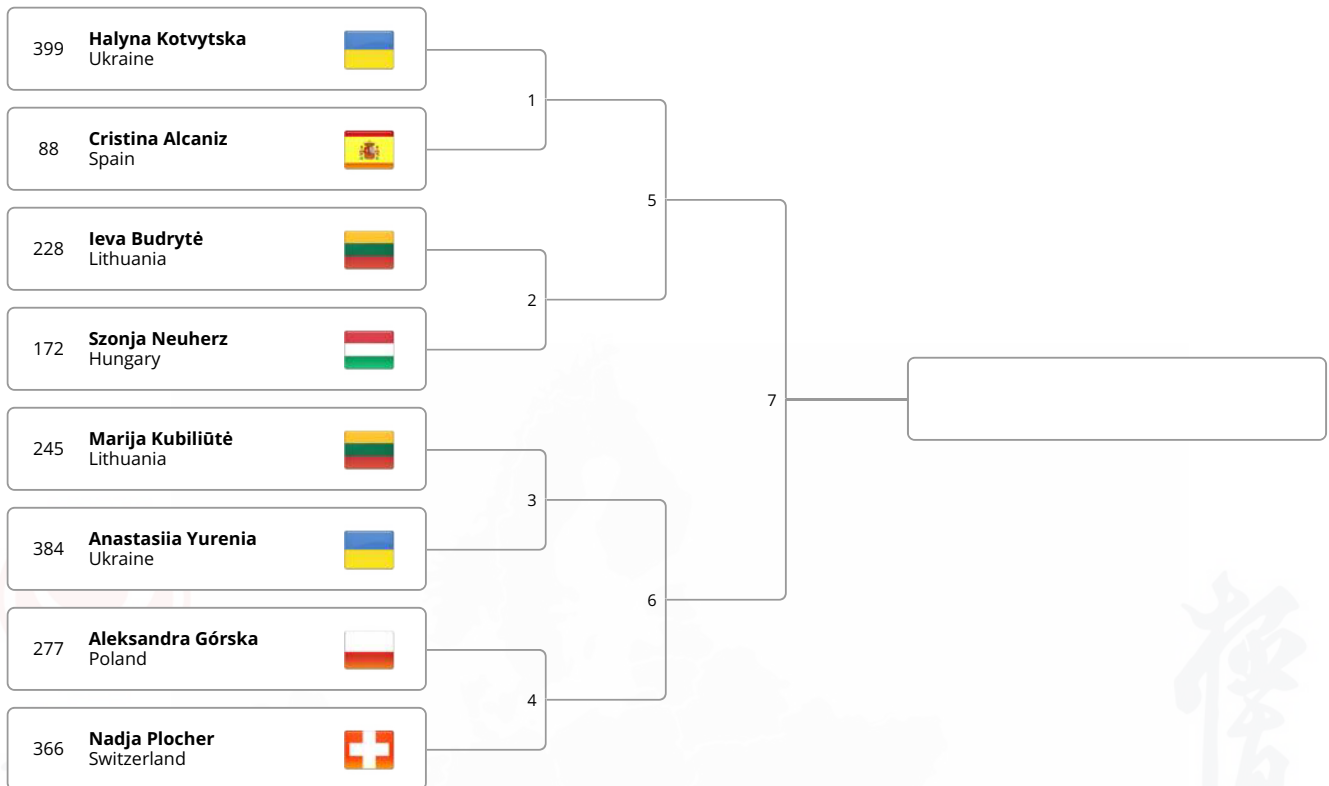 399 Halyna Kotvytska
Ukraine
1
88 Cristina Alcaniz
Spain
5
228 Ieva Budrytė
Lithuania
2
172 Szonja Neuherz
Hungary
7
245 Marija Kubiliūtė
Lithuania
3
384 Anastasiia Yurenia
Ukraine
6
277 Aleksandra Górska
Poland
4
366 Nadja Plocher
Switzerland